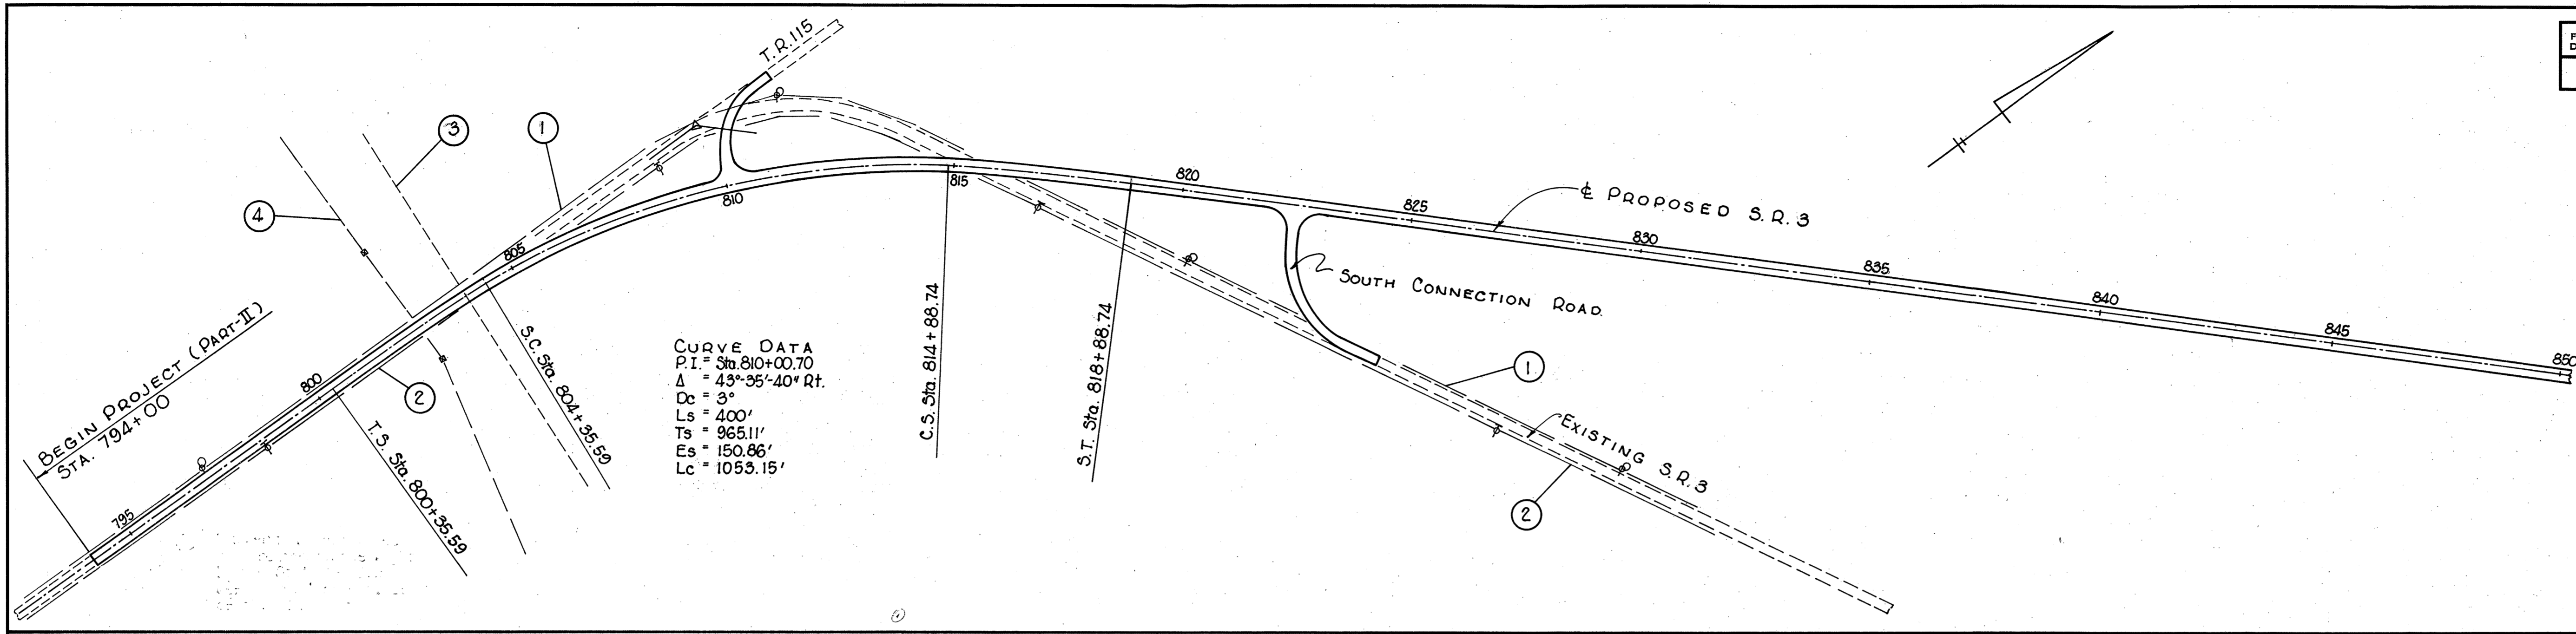 T.R. 115
3
1
4
BEGIN PROJECT (PART-II)
STA. 794+00
795
800
805
810
815
820
825
830
835
840
845
850
2
T.S. Sta. 800+35.59
S.C. Sta. 804+35.59
CURVE DATA
P.I. = Sta. 810+00.70
Δ = 43°-35'-40" Rt.
Dc = 3°
Ls = 400'
Ts = 965.11'
Es = 150.86'
Lc = 1053.15'
C.S. Sta. 814+88.74
S.T. Sta. 818+88.74
℄ PROPOSED S.R. 3
SOUTH CONNECTION ROAD
1
EXISTING S.R. 3
2